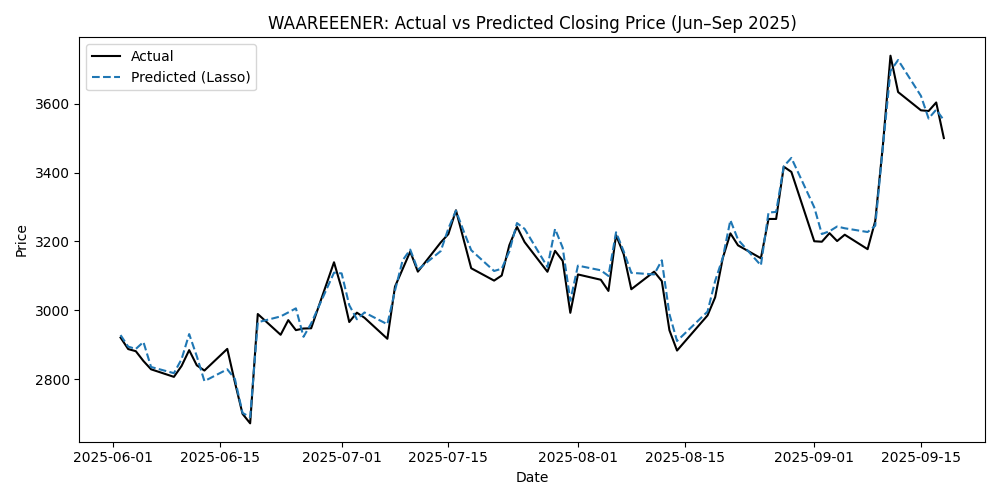 WAAREEENER: Actual vs Predicted Closing Price (Jun–Sep 2025)
Actual
Predicted (Lasso)
Price
3600
3400
3200
3000
2800
2025-06-01 2025-06-15 2025-07-01 2025-07-15 2025-08-01 2025-08-15 2025-09-01 2025-09-15
Date